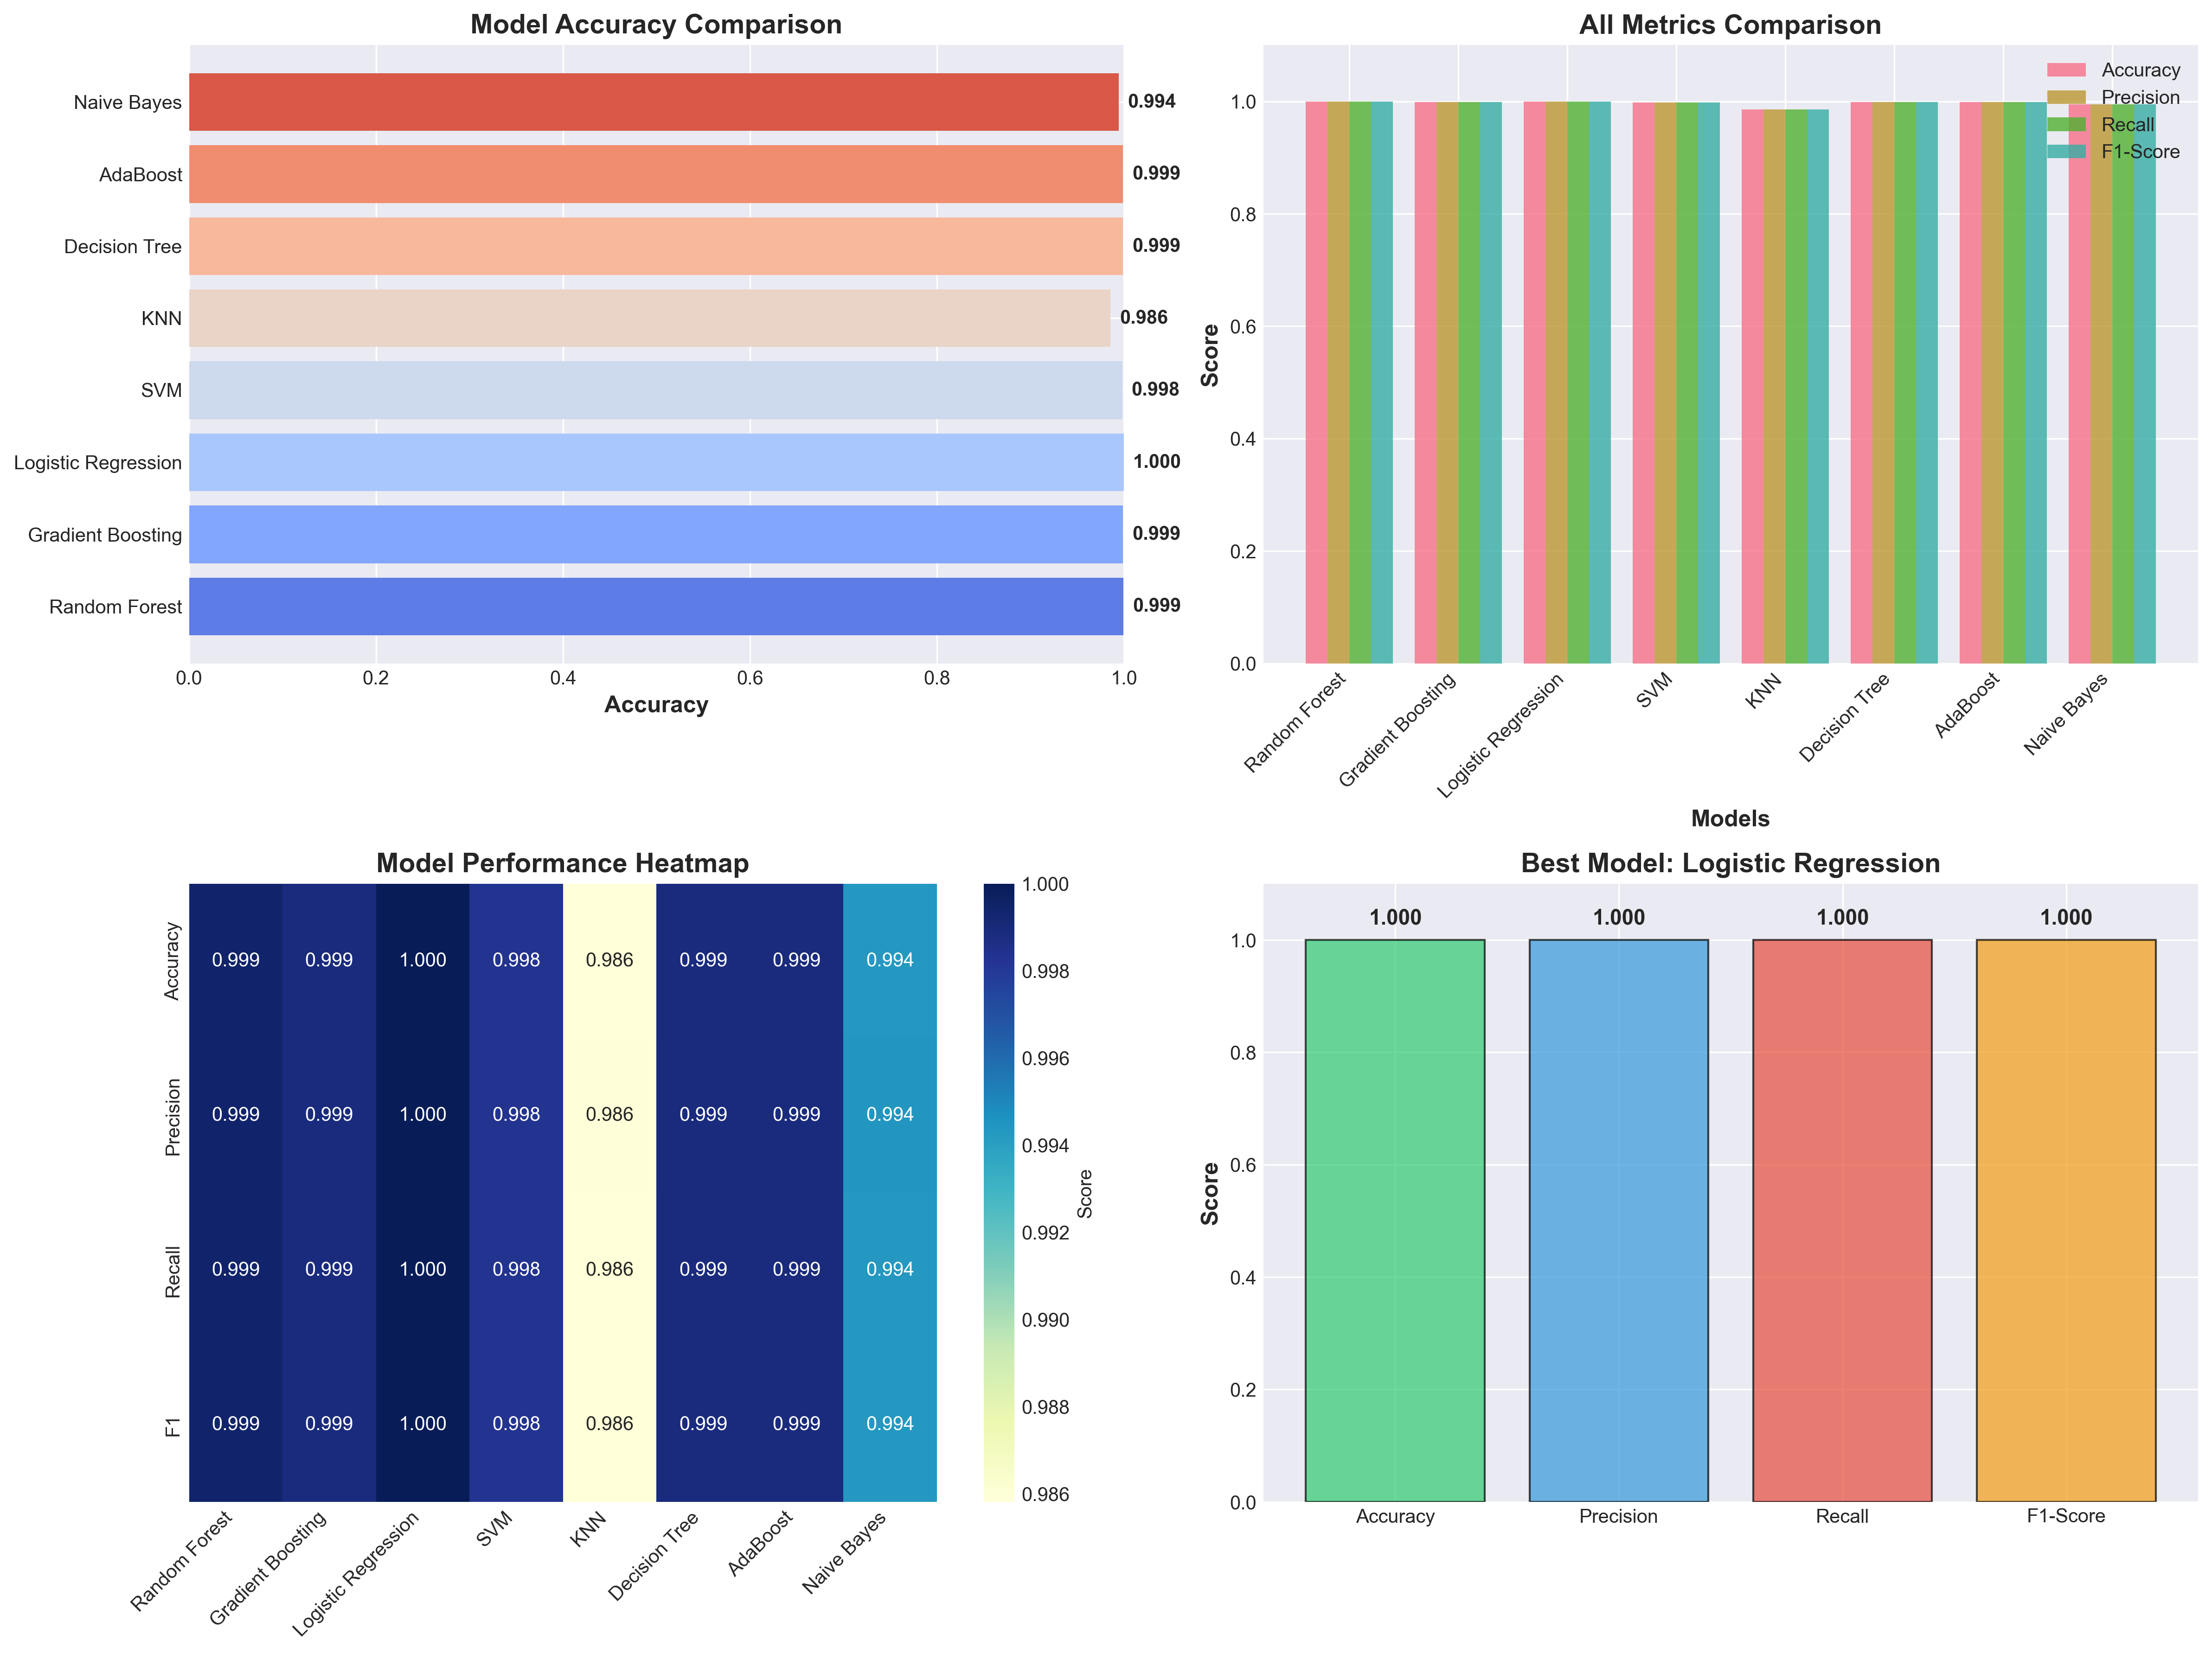 Model Accuracy Comparison
Naive Bayes
0.994
AdaBoost
0.999
Decision Tree
0.999
KNN
0.986
SVM
0.998
Logistic Regression
1.000
Gradient Boosting
0.999
Random Forest
0.999
0.0 0.2 0.4 0.6 0.8 1.0
Accuracy
All Metrics Comparison
Accuracy
Precision
Recall
F1-Score
1.0
0.8
0.6
0.4
0.2
0.0
Score
Random Forest
Gradient Boosting
Logistic Regression
SVM
KNN
Decision Tree
AdaBoost
Naive Bayes
Models
Model Performance Heatmap
Accuracy
0.999 0.999 1.000 0.998 0.986 0.999 0.999 0.994
Precision
0.999 0.999 1.000 0.998 0.986 0.999 0.999 0.994
Recall
0.999 0.999 1.000 0.998 0.986 0.999 0.999 0.994
F1
0.999 0.999 1.000 0.998 0.986 0.999 0.999 0.994
Random Forest
Gradient Boosting
Logistic Regression
SVM
KNN
Decision Tree
AdaBoost
Naive Bayes
1.000
0.998
0.996
0.994
0.992
0.990
0.988
0.986
Score
Best Model: Logistic Regression
1.000 1.000 1.000 1.000
1.0
0.8
0.6
0.4
0.2
0.0
Score
Accuracy Precision Recall F1-Score